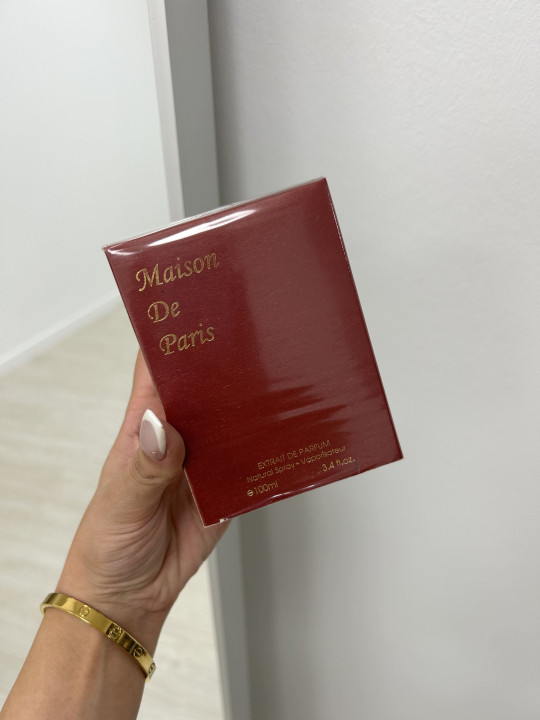 Maison
De
Paris
EXTRAIT DE PARFUM
Natural Spray - Vaporisateur
℮100ml 3.4 fl.oz.